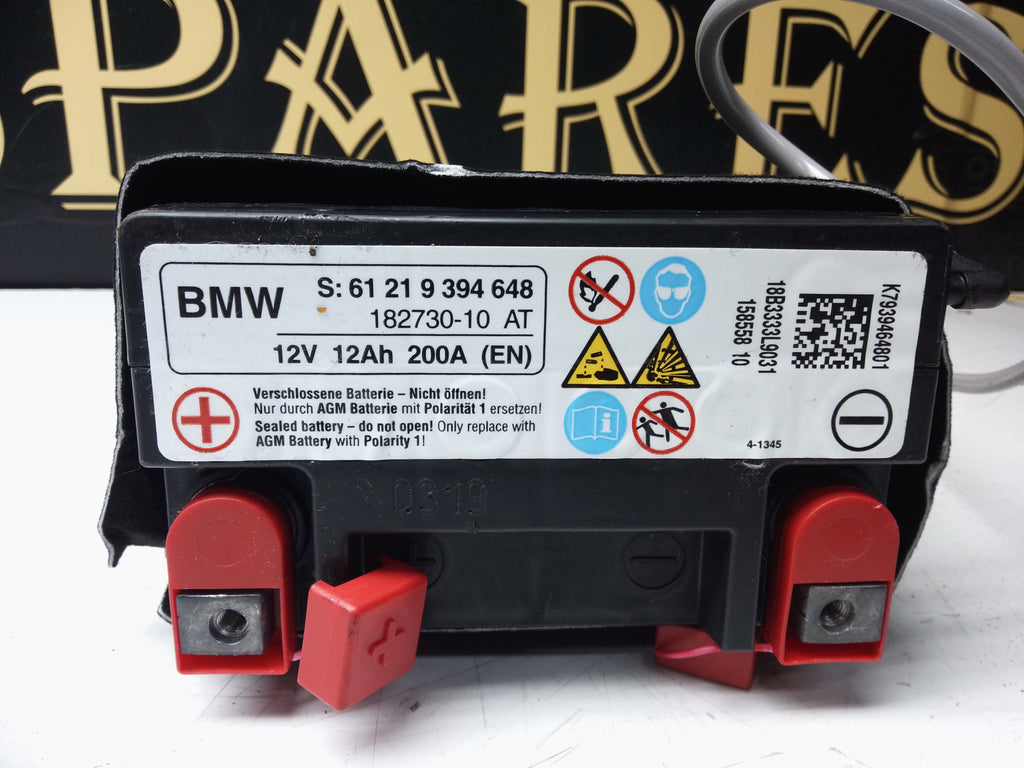 SPARES
BMW
S: 61 21 9 394 648
182730-10 AT
12V 12Ah 200A (EN)
Verschlossene Batterie – Nicht öffnen!
Nur durch AGM Batterie mit Polarität 1 ersetzen!
Sealed battery – do not open! Only replace with
AGM Battery with Polarity 1!
158558 10
18B33333L9031
K7939464801
4-1345
0319